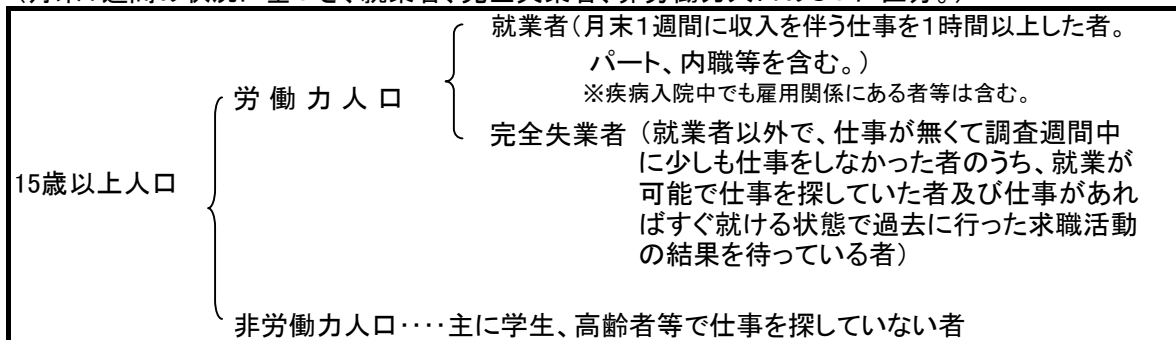 就業者(月末1週間に収入を伴う仕事を1時間以上した者。
パート、内職等を含む。)
※疾病入院中でも雇用関係にある者等は含む。
労働力人口
完全失業者(就業者以外で、仕事が無くて調査週間中
に少しも仕事をしなかった者のうち、就業が
可能で仕事を探していた者及び仕事があれ
ばすぐ就ける状態で過去に行った求職活動
の結果を待っている者)
15歳以上人口
非労働力人口‥‥主に学生、高齢者等で仕事を探していない者